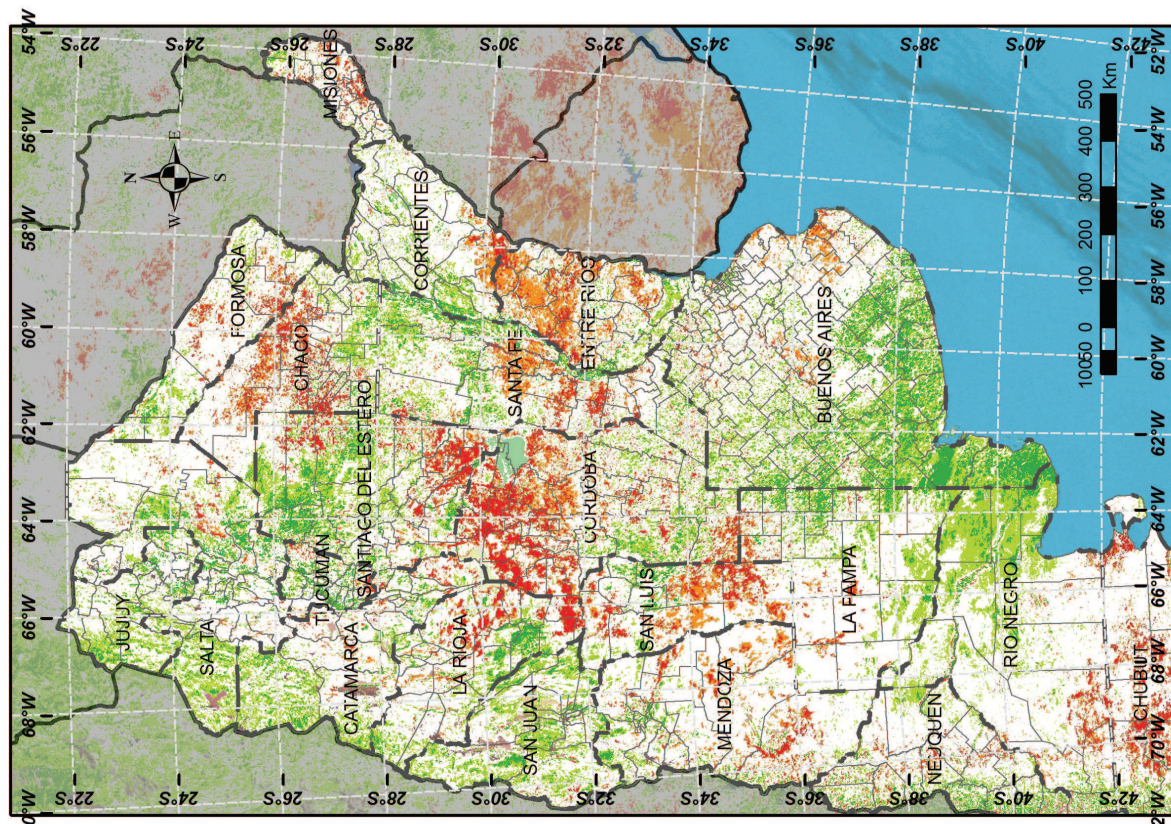 0°W 68°W 66°W 64°W 62°W 60°W 58°W 56°W 54°W
22°S 22°S
N
W E
S
JUJUY
24°S 24°S
SALTA
FORMOSA
26°S 26°S
CHACO
MISIONES
TUCUMAN
CATAMARCA
SANTIAGO DEL ESTERO
28°S 28°S
CORRIENTES
LA RIOJA
30°S 30°S
SANTA FE
SAN JUAN
CORDOBA
ENTRE RIOS
32°S 32°S
SAN LUIS
34°S 34°S
MENDOZA
36°S 36°S
LA PAMPA
BUENOS AIRES
38°S 38°S
NEUQUEN
40°S 40°S
RIO NEGRO
10050 0 100 200 300 400 500
Km
42°S 42°S
CHUBUT
2°W 70°W 68°W 66°W 64°W 62°W 60°W 58°W 56°W 54°W 52°W